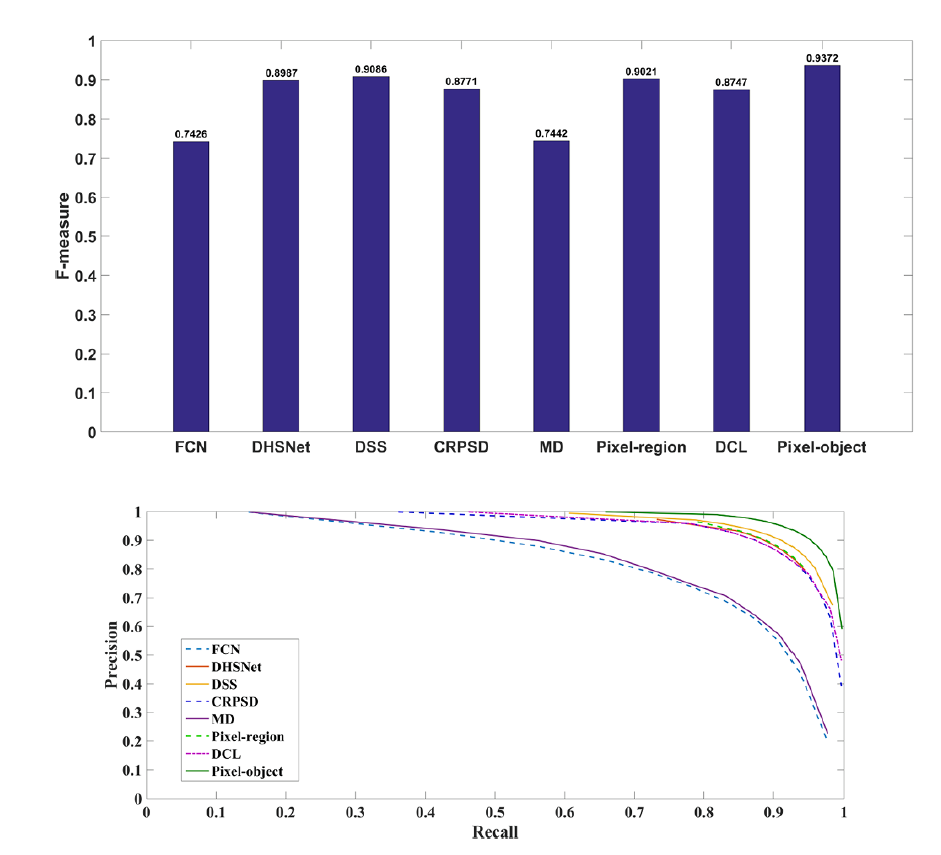 1
0.9
0.8
0.7
0.6
0.5
0.4
0.3
0.2
0.1
0
F-measure
0.7426
0.8987
0.9086
0.8771
0.7442
0.9021
0.8747
0.9372
FCN DHSNet DSS CRPSD MD Pixel-region DCL Pixel-object
1
0.9
0.8
0.7
0.6
0.5
0.4
0.3
0.2
0.1
0
Precision
FCN
DHSNet
DSS
CRPSD
MD
Pixel-region
DCL
Pixel-object
0 0.1 0.2 0.3 0.4 0.5 0.6 0.7 0.8 0.9 1
Recall